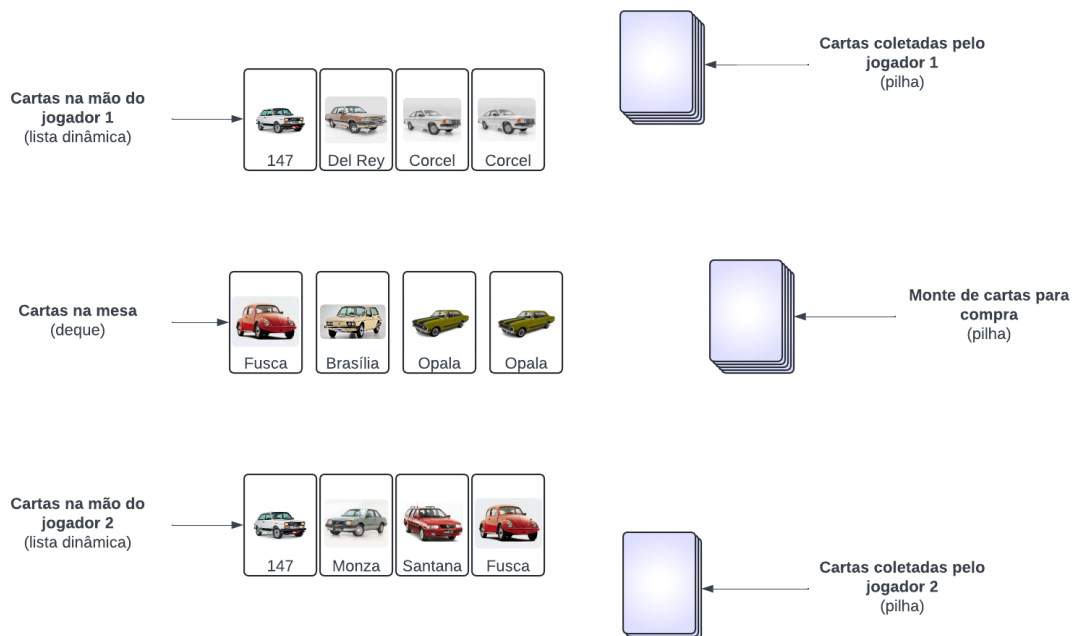 Cartas coletadas pelo
jogador 1
(pilha)
Cartas na mão do
jogador 1
(lista dinâmica)
147
Del Rey
Corcel
Corcel
Cartas na mesa
(deque)
Fusca
Brasília
Opala
Opala
Monte de cartas para
compra
(pilha)
Cartas na mão do
jogador 2
(lista dinâmica)
147
Monza
Santana
Fusca
Cartas coletadas pelo
jogador 2
(pilha)